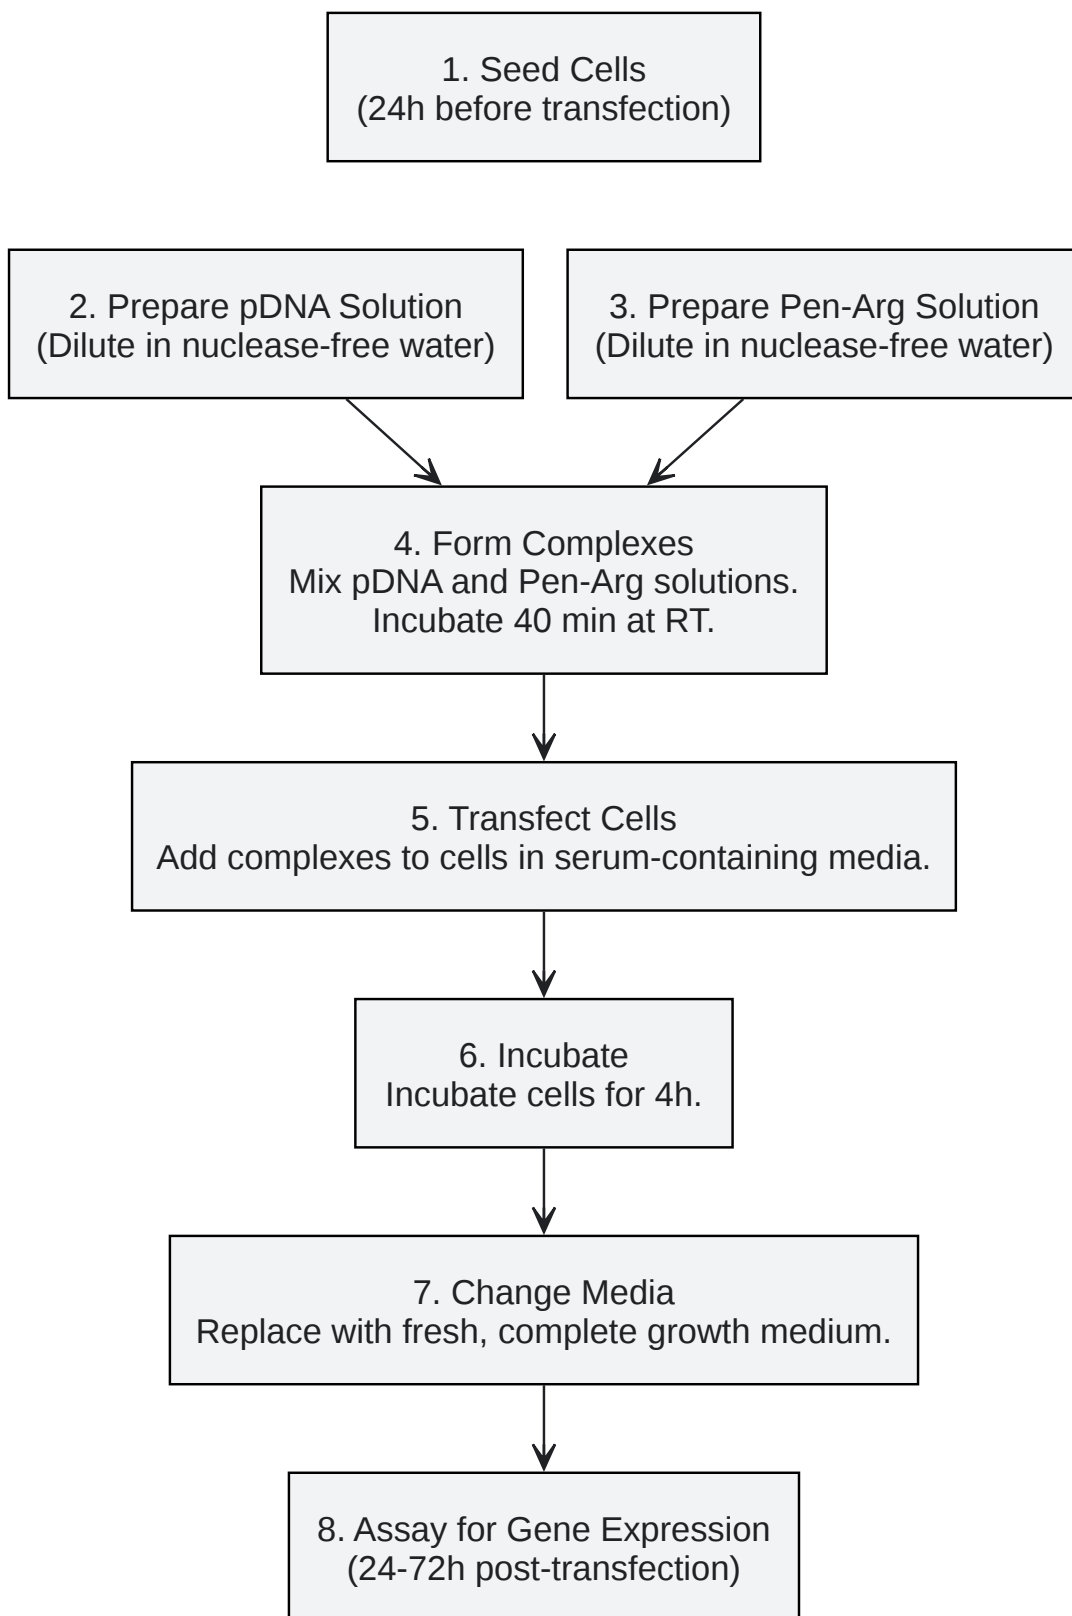 1. Seed Cells
(24h before transfection)
2. Prepare pDNA Solution
(Dilute in nuclease-free water)
3. Prepare Pen-Arg Solution
(Dilute in nuclease-free water)
4. Form Complexes
Mix pDNA and Pen-Arg solutions.
Incubate 40 min at RT.
5. Transfect Cells
Add complexes to cells in serum-containing media.
6. Incubate
Incubate cells for 4h.
7. Change Media
Replace with fresh, complete growth medium.
8. Assay for Gene Expression
(24-72h post-transfection)